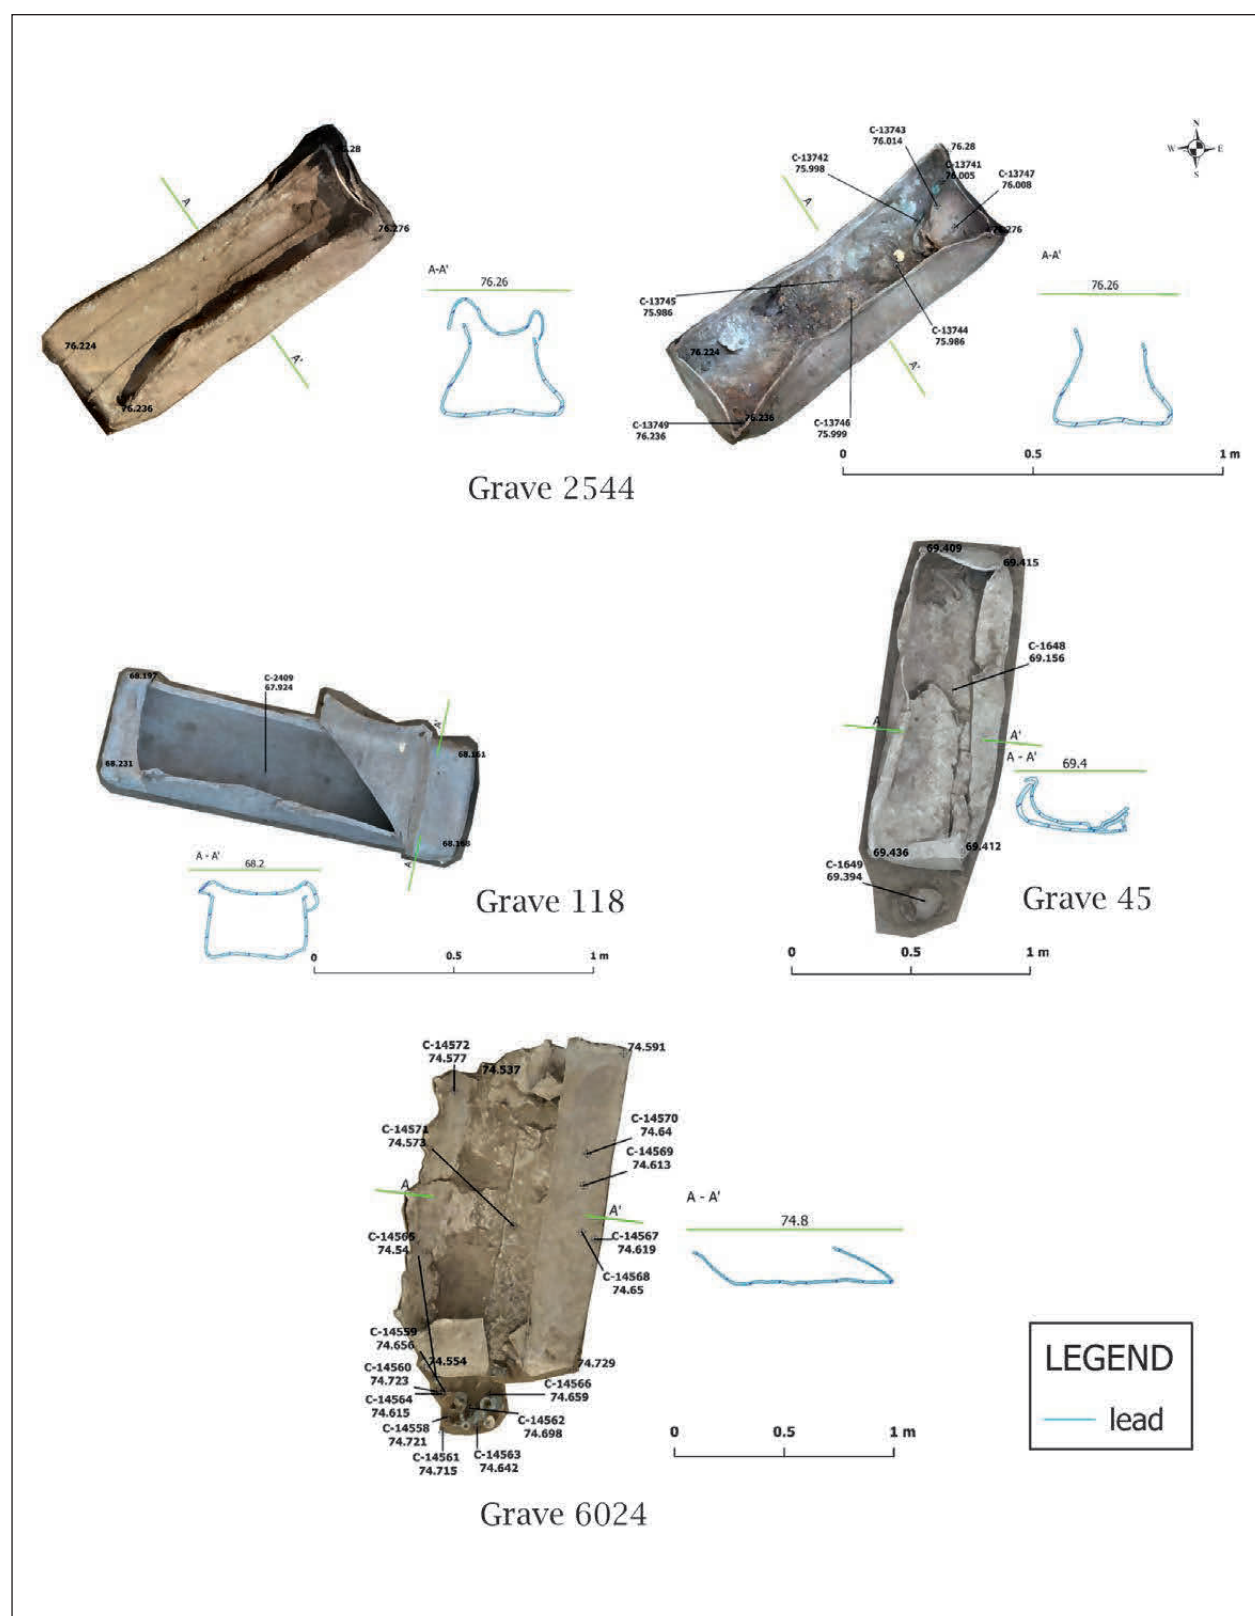 N
W E
S
C-13743
76.014
C-13742
75.998
76.28
C-13741
76.005
C-13747
76.008
76.28
A
A
76.276
76.276
A-A'
76.26
A-A'
76.26
C-13745
75.986
C-13744
75.986
76.224
76.224
A'
A'
76.236
76.236
C-13749
76.236
C-13746
75.999
0 0.5 1 m
Grave 2544
69.409
69.415
C-1648
69.156
C-2409
67.924
68.231
68.161
68.168
A
A'
A
A'
A - A'
69.4
A - A'
68.2
69.436
69.412
C-1649
69.394
Grave 118
Grave 45
0 0.5 1 m
0 0.5 1 m
C-14572
74.577
74.537
74.591
C-14571
74.573
C-14570
74.64
C-14569
74.613
A
A'
A - A'
74.8
C-14565
74.54
C-14567
74.619
C-14568
74.65
C-14559
74.656
74.554
74.729
C-14560
74.723
C-14566
74.659
C-14564
74.615
C-14562
74.698
C-14558
74.721
C-14561
74.715
C-14563
74.642
0 0.5 1 m
Grave 6024
LEGEND
lead